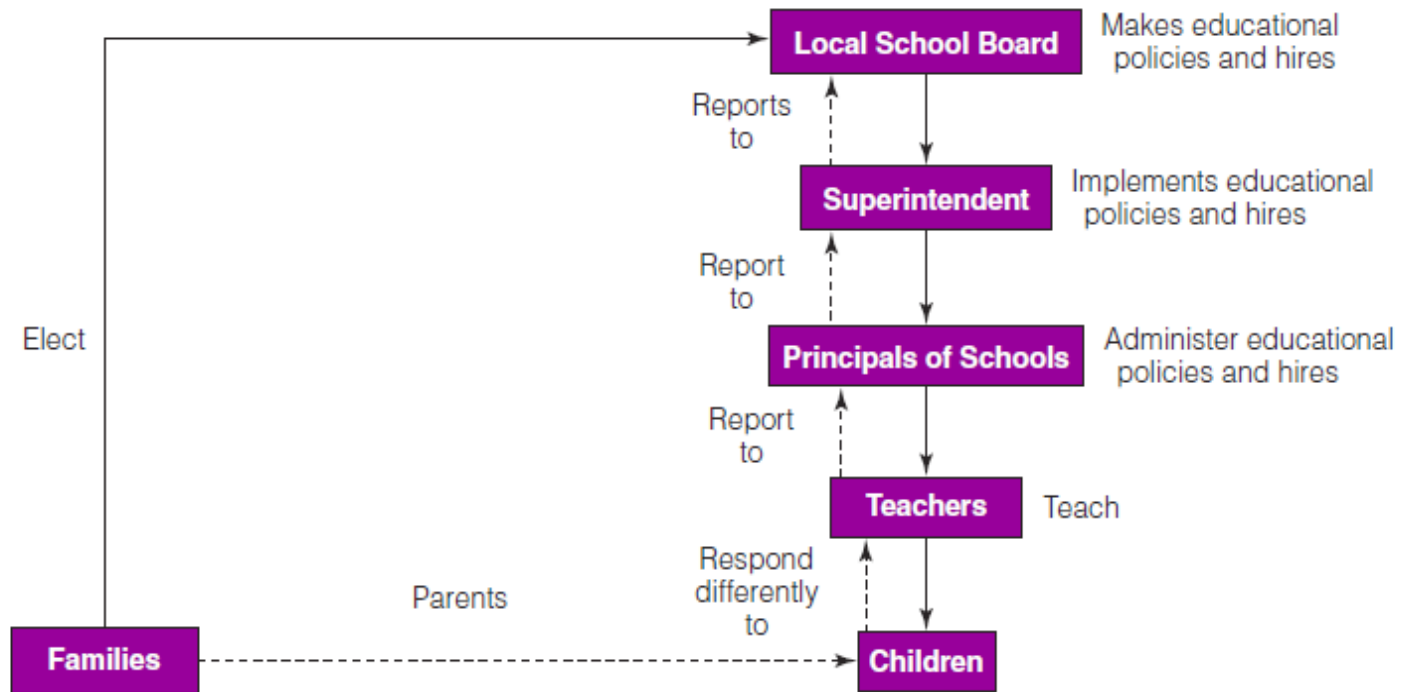 Local School Board
Makes educational
policies and hires
Reports
to
Superintendent
Implements educational
policies and hires
Report
to
Elect
Principals of Schools
Administer educational
policies and hires
Report
to
Teachers
Teach
Respond
differently
to
Parents
Families
Children